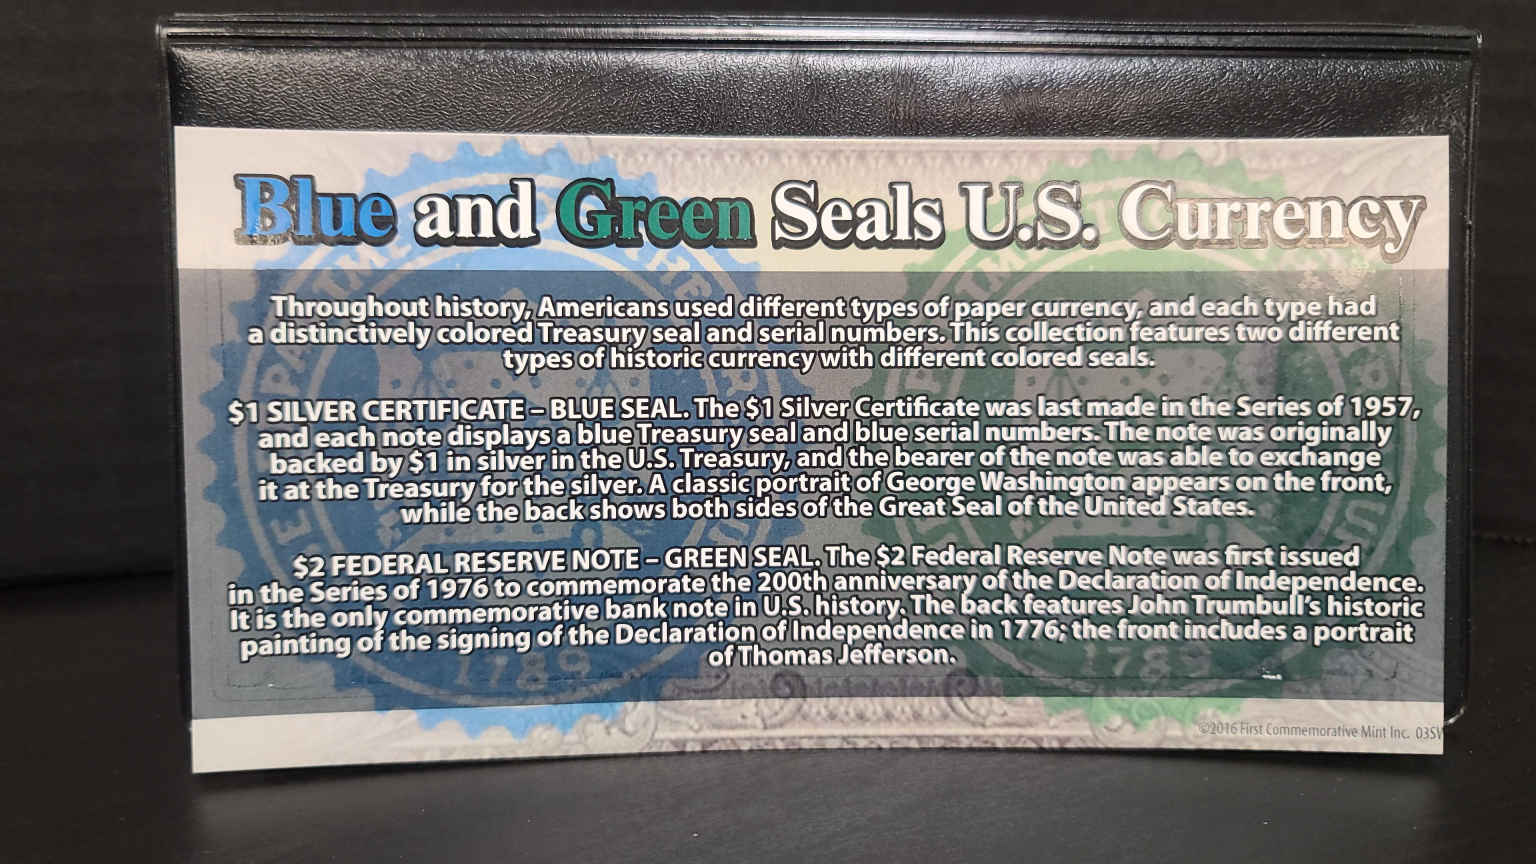 Blue and Green Seals U.S. Currency
Throughout history, Americans used different types of paper currency, and each type had
a distinctively colored Treasury seal and serial numbers. This collection features two different
types of historic currency with different colored seals.
$1 SILVER CERTIFICATE – BLUE SEAL. The $1 Silver Certificate was last made in the Series of 1957,
and each note displays a blue Treasury seal and blue serial numbers. The note was originally
backed by $1 in silver in the U.S. Treasury, and the bearer of the note was able to exchange
it at the Treasury for the silver. A classic portrait of George Washington appears on the front,
while the back shows both sides of the Great Seal of the United States.
$2 FEDERAL RESERVE NOTE – GREEN SEAL. The $2 Federal Reserve Note was first issued
in the Series of 1976 to commemorate the 200th anniversary of the Declaration of Independence.
It is the only commemorative bank note in U.S. history. The back features John Trumbull's historic
painting of the signing of the Declaration of Independence in 1776; the front includes a portrait
of Thomas Jefferson.
1789
1789
©2016 First Commemorative Mint Inc.